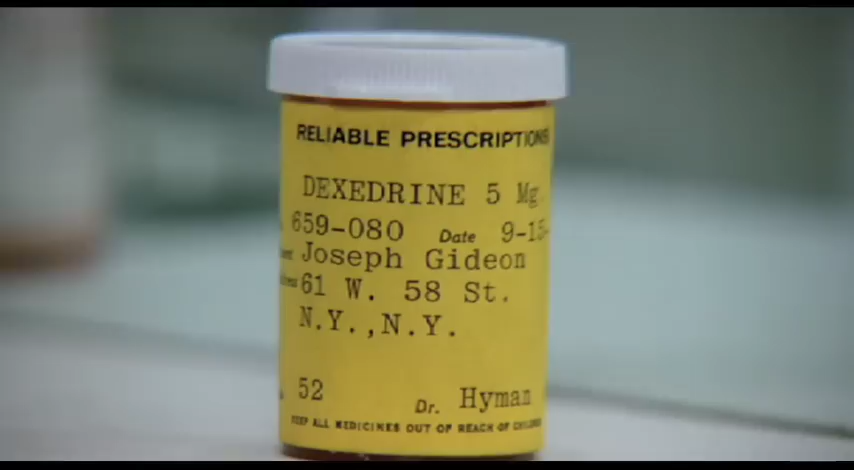 RELIABLE PRESCRIPTIONS
DEXEDRINE 5 Mg.
659-080 Date 9-15-
Joseph Gideon
61 W. 58 St.
N.Y.,N.Y.
52 Dr. Hyman
KEEP ALL MEDICINES OUT OF REACH OF CHILDREN